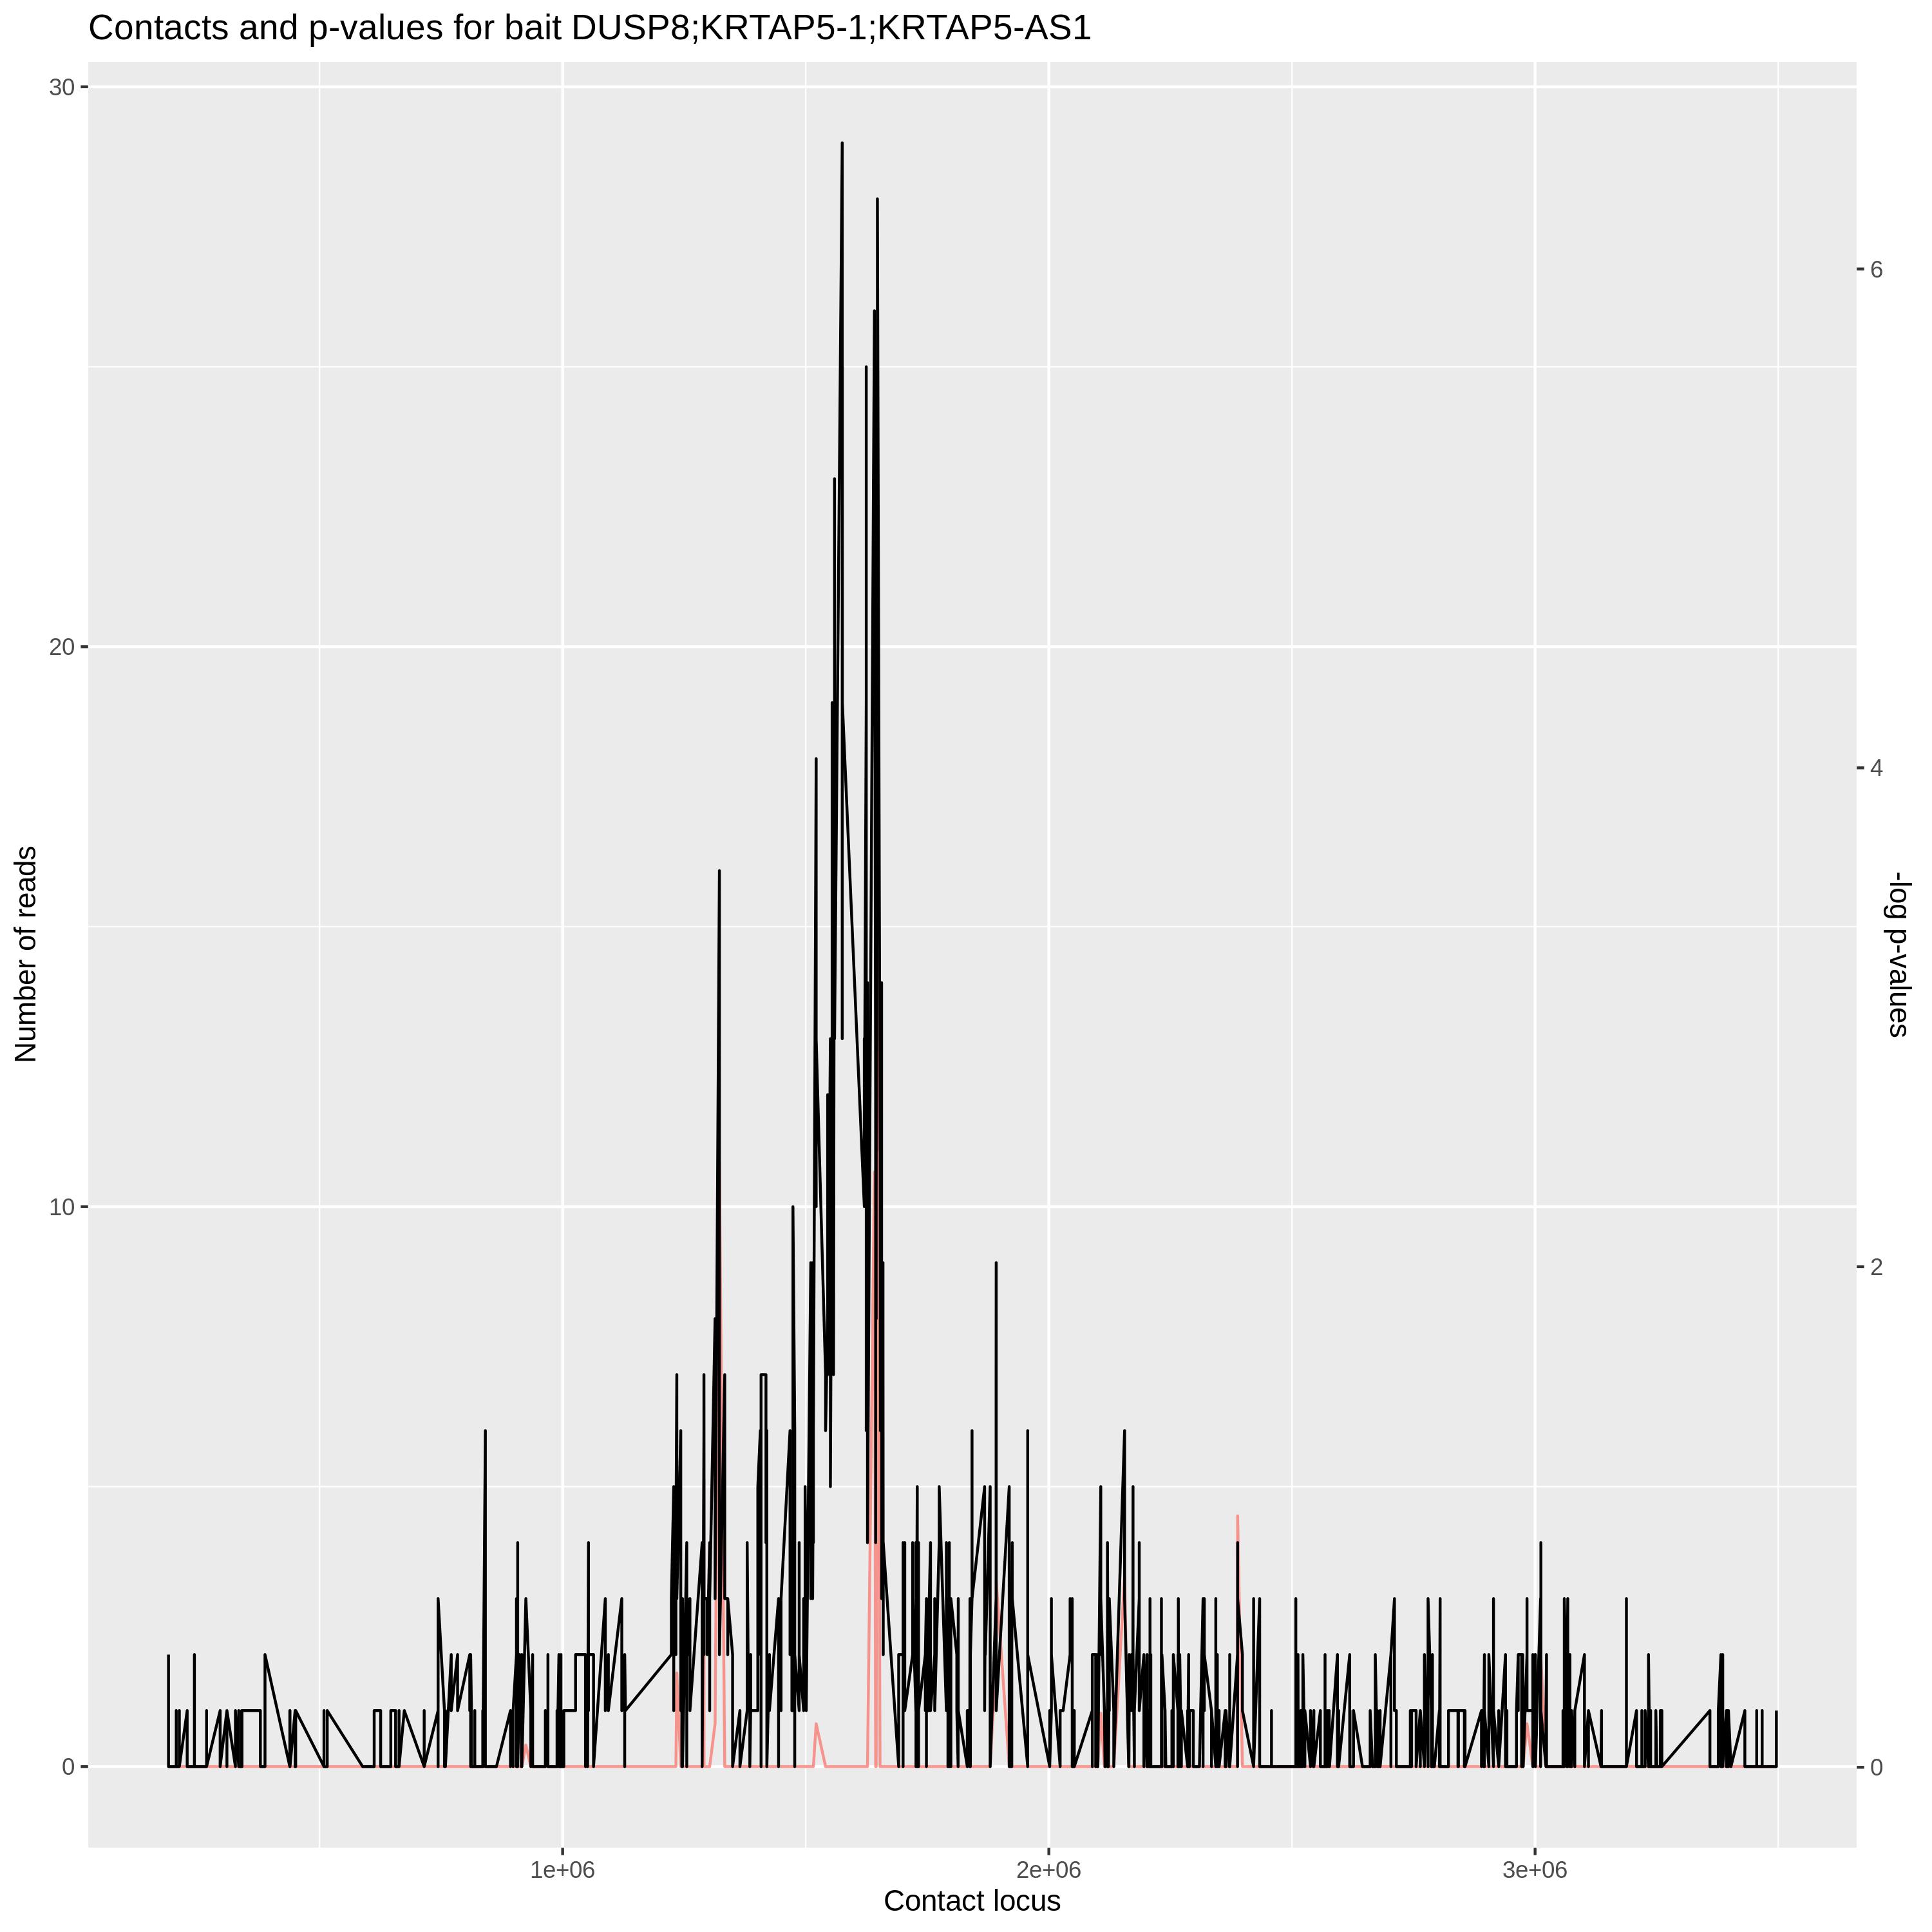 Contacts and p-values for bait DUSP8;KRTAP5-1;KRTAP5-AS1
30
20
10
0
Number of reads
6
4
2
0
-log p-values
1e+06
2e+06
3e+06
Contact locus